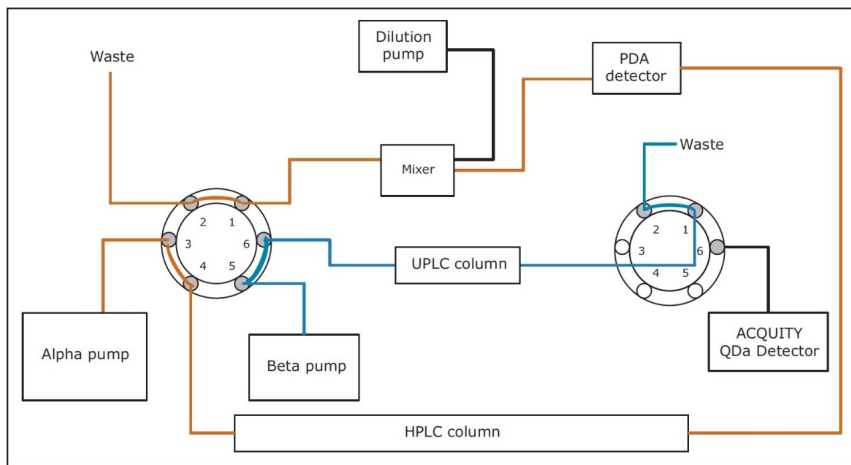 Dilution
pump
PDA
detector
Waste
Mixer
Waste
2 1
3 6
4 5
2 1
3 6
4 5
UPLC column
Alpha pump
Beta pump
ACQUITY
QDa Detector
HPLC column